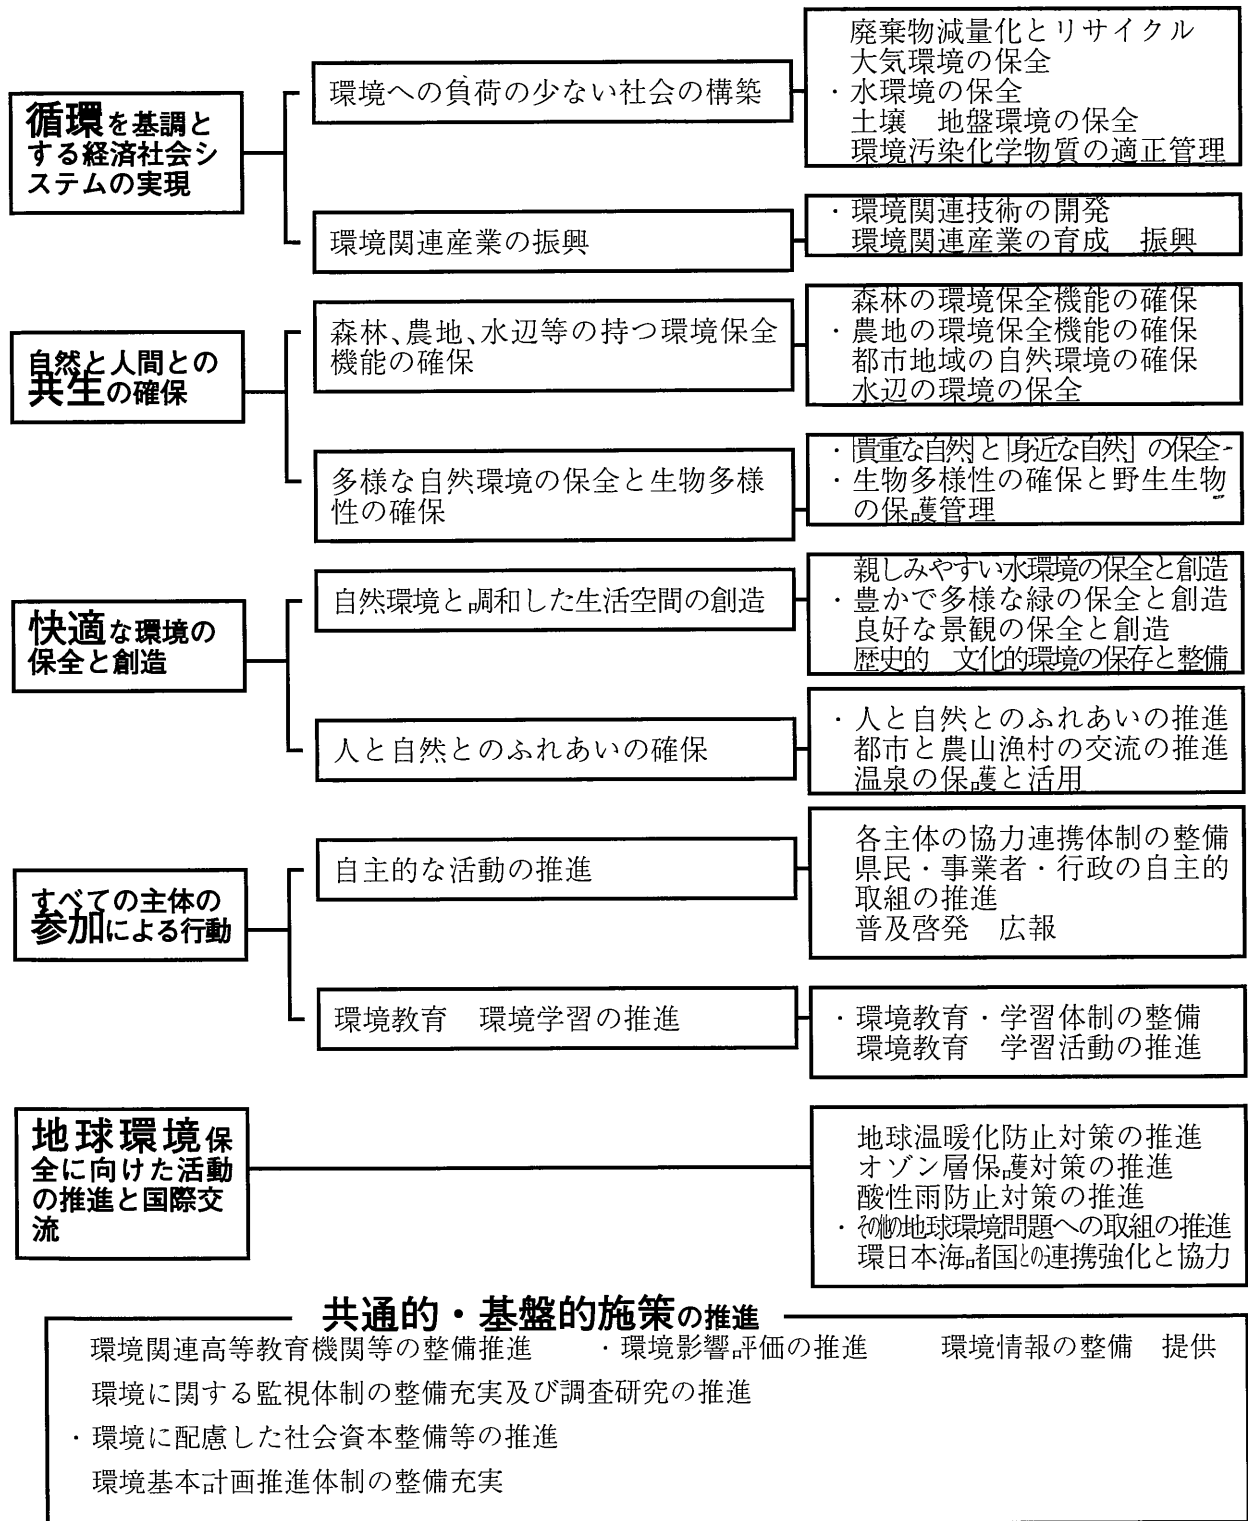 循環を基調と
する経済社会シ
ステムの実現
環境への負荷の少ない社会の構築
廃棄物減量化とリサイクル
大気環境の保全
・水環境の保全
土壌　地盤環境の保全
環境汚染化学物質の適正管理
環境関連産業の振興
・環境関連技術の開発
環境関連産業の育成　振興
自然と人間との
共生の確保
森林、農地、水辺等の持つ環境保全
機能の確保
森林の環境保全機能の確保
・農地の環境保全機能の確保
都市地域の自然環境の確保
水辺の環境の保全
多様な自然環境の保全と生物多様
性の確保
・「貴重な自然」と「身近な自然」の保全
・生物多様性の確保と野生生物
の保護管理
快適な環境の
保全と創造
自然環境と調和した生活空間の創造
親しみやすい水環境の保全と創造
・豊かで多様な緑の保全と創造
良好な景観の保全と創造
歴史的　文化的環境の保存と整備
人と自然とのふれあいの確保
・人と自然とのふれあいの推進
都市と農山漁村の交流の推進
温泉の保護と活用
すべての主体の
参加による行動
自主的な活動の推進
各主体の協力連携体制の整備
県民・事業者・行政の自主的
取組の推進
普及啓発　広報
環境教育　環境学習の推進
・環境教育・学習体制の整備
環境教育　学習活動の推進
地球環境保
全に向けた活動
の推進と国際交
流
地球温暖化防止対策の推進
オゾン層保護対策の推進
酸性雨防止対策の推進
・その他の地球環境問題への取組の推進
環日本海諸国との連携強化と協力
共通的・基盤的施策の推進
環境関連高等教育機関等の整備推進　・環境影響評価の推進　環境情報の整備　提供
環境に関する監視体制の整備充実及び調査研究の推進
・環境に配慮した社会資本整備等の推進
環境基本計画推進体制の整備充実